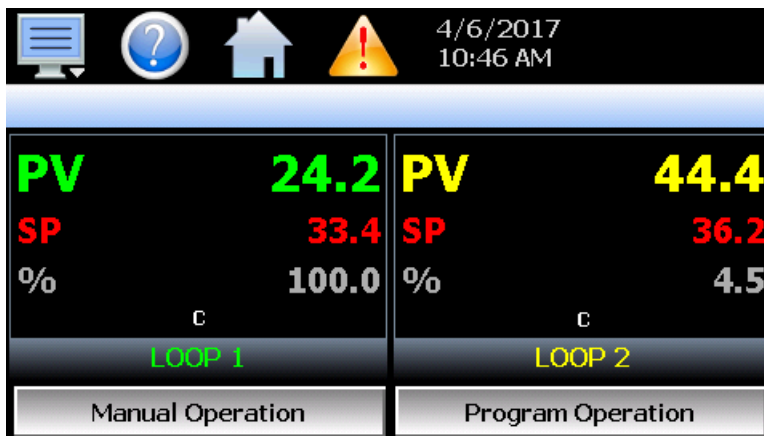 4/6/2017
10:46 AM
PV 24.2
SP 33.4
% 100.0
C
LOOP 1
Manual Operation
PV 44.4
SP 36.2
% 4.5
C
LOOP 2
Program Operation